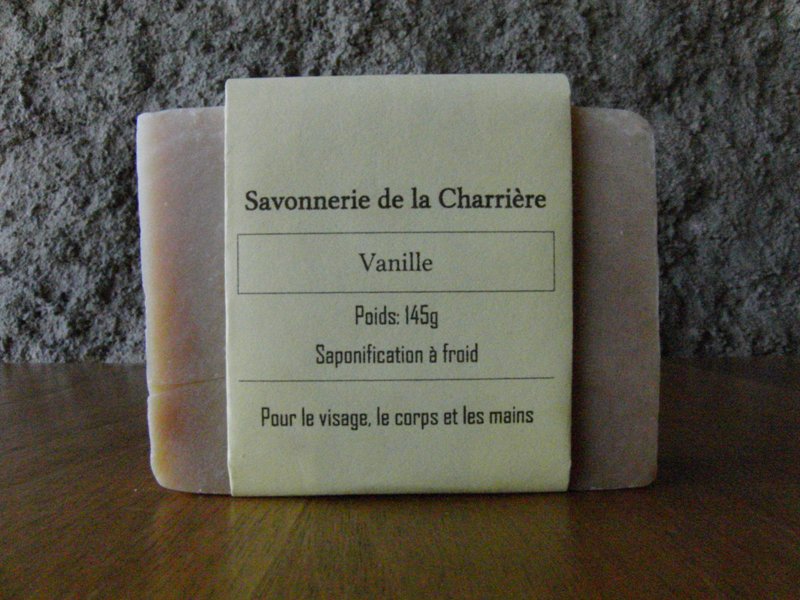 Savonnerie de la Charrière
Vanille
Poids: 145g
Saponification à froid
Pour le visage, le corps et les mains